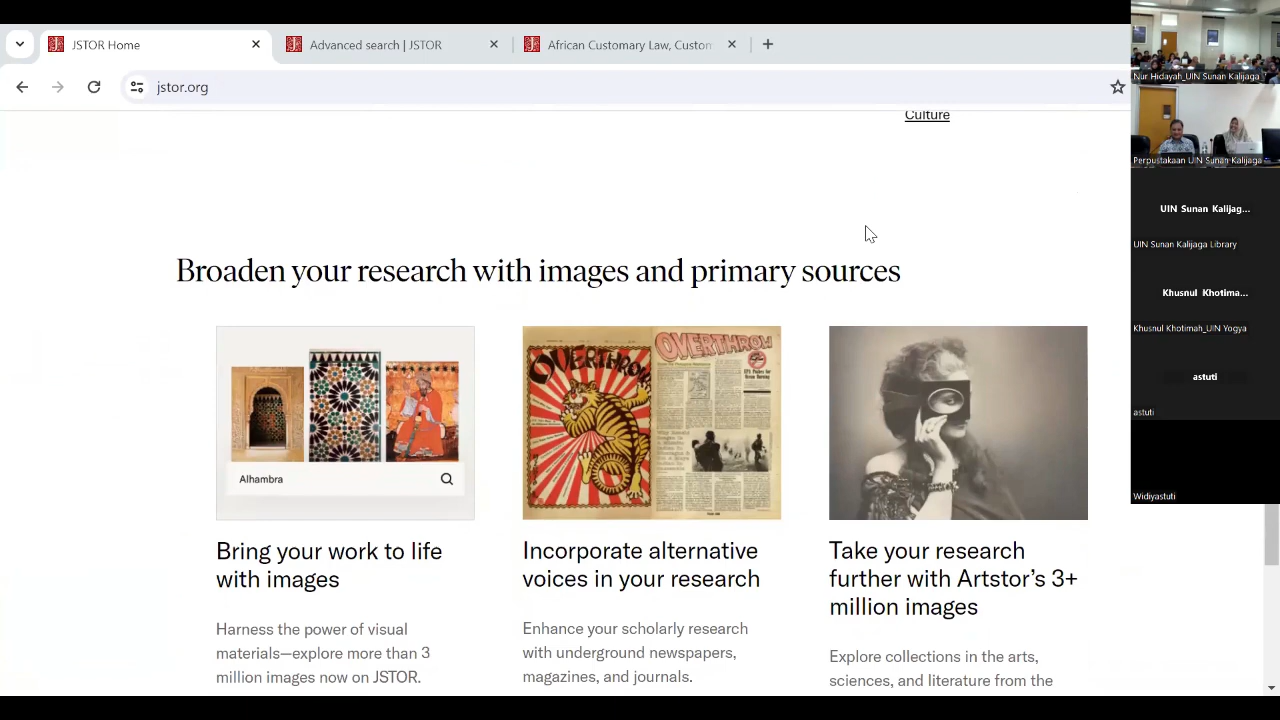 JSTOR Home
Advanced search | JSTOR
African Customary Law, Custom
jstor.org
Culture
Broaden your research with images and primary sources
Alhambra
OVERTHROW
OVERTHROW
Bring your work to life
with images
Incorporate alternative
voices in your research
Take your research
further with Artstor’s 3+
million images
Harness the power of visual
materials—explore more than 3
million images now on JSTOR.
Enhance your scholarly research
with underground newspapers,
magazines, and journals.
Explore collections in the arts,
sciences, and literature from the
Nur Hidayah_UIN Sunan Kalijaga
Perpustakaan UIN Sunan Kalijaga
UIN Sunan Kalijag...
UIN Sunan Kalijaga Library
Khusnul Khotima...
Khusnul Khotimah_UIN Yogya
astuti
astuti
Widiyastuti